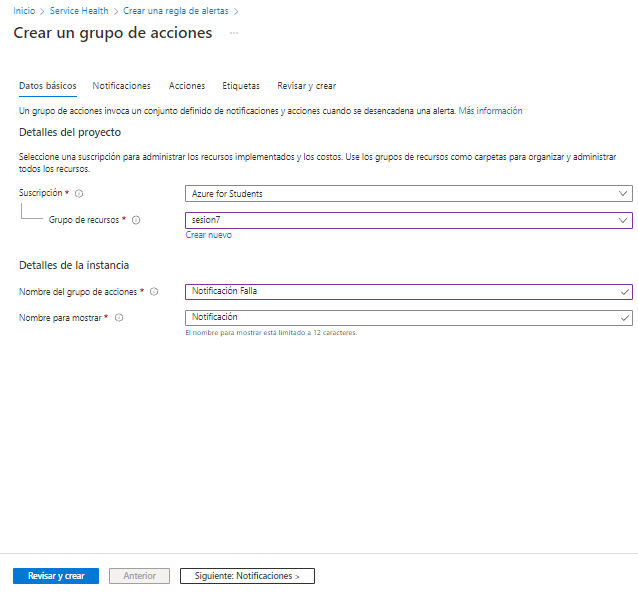 Inicio > Service Health > Crear una regla de alertas >
Crear un grupo de acciones ...
Datos básicos Notificaciones Acciones Etiquetas Revisar y crear
Un grupo de acciones invoca un conjunto definido de notificaciones y acciones cuando se desencadena una alerta. Más información
Detalles del proyecto
Seleccione una suscripción para administrar los recursos implementados y los costos. Use los grupos de recursos como carpetas para organizar y administrar
todos los recursos.
Suscripción * Azure for Students
Grupo de recursos * sesion7
Crear nuevo
Detalles de la instancia
Nombre del grupo de acciones * Notificación Falla
Nombre para mostrar * Notificación
El nombre para mostrar está limitado a 12 caracteres.
Revisar y crear Anterior Siguiente: Notificaciones >